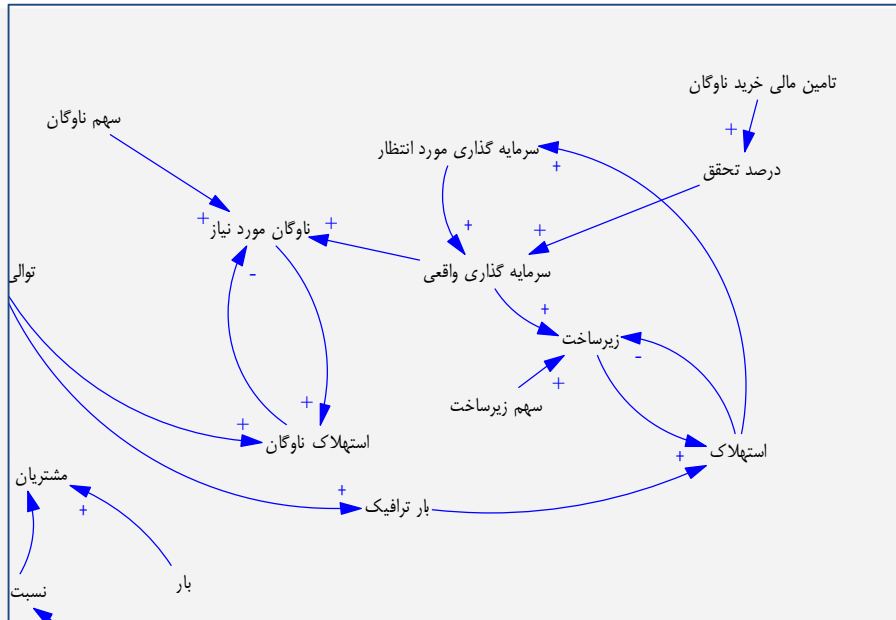 تامین مالی خرید ناوگان
+
سهم ناوگان
سرمایه گذاری مورد انتظار
+
درصد تحقق
+
ناوگان مورد نیاز
+
+
+
-
سرمایه گذاری واقعی
توالی
+
زیرساخت
-
+
سهم زیرساخت
+
+
استهلاک ناوگان
استهلاک
+
مشتریان
+
بار ترافیک
+
بار
نسبت